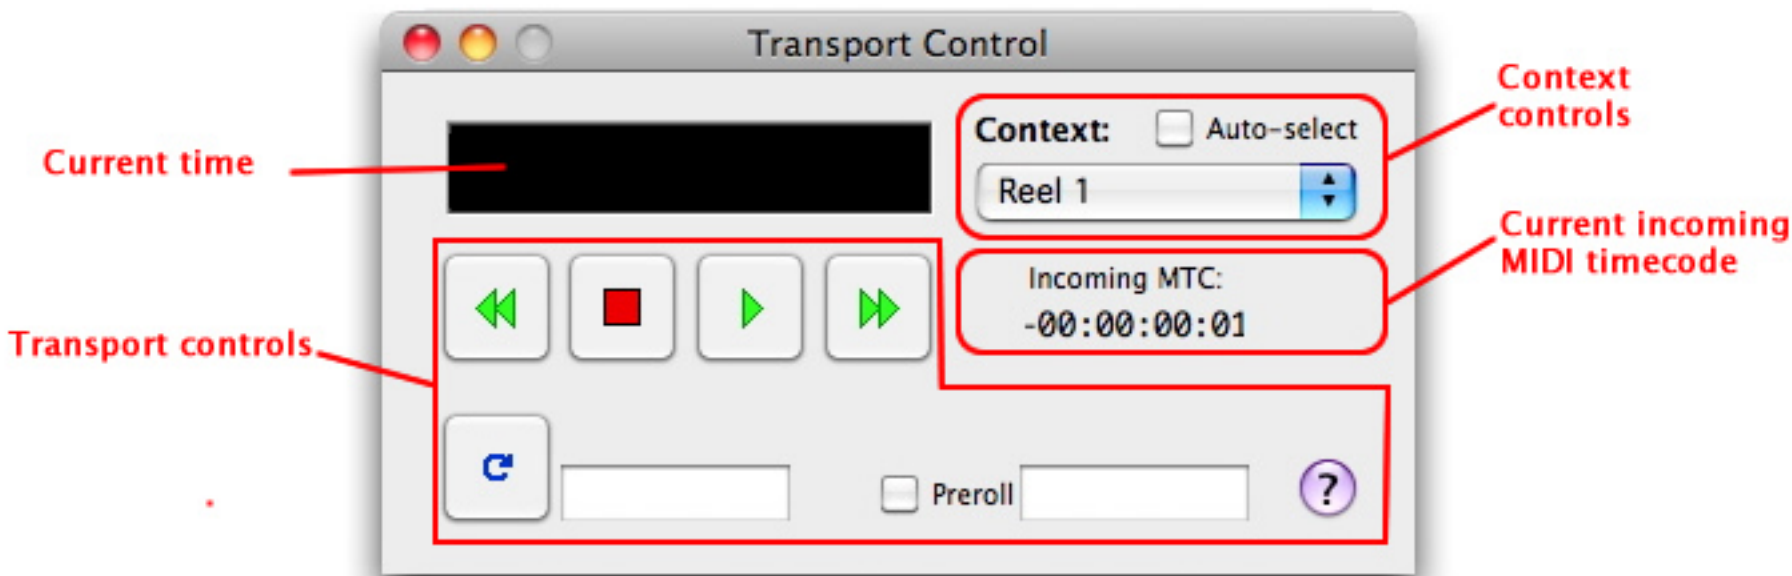 Transport Control
Context
controls
Context:
Auto-select
Current time
Reel 1
Current incoming
MIDI timecode
Incoming MTC:
-00:00:00:01
Transport controls
Preroll
?